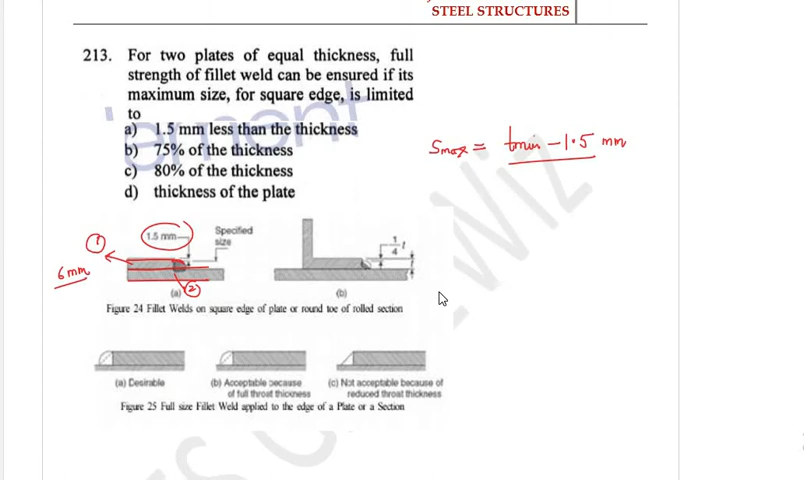 STEEL STRUCTURES
213. For two plates of equal thickness, full
strength of fillet weld can be ensured if its
maximum size, for square edge, is limited
to
a) 1.5 mm less than the thickness
b) 75% of the thickness
c) 80% of the thickness
d) thickness of the plate
Smax = tmin - 1.5 mm
1.5 mm
Specified
size
1/4 t
1
6 mm
2
(a)
(b)
Figure 24 Fillet Welds on square edge of plate or round toe of rolled section
(a) Desirable
(b) Acceptable because
of full throat thickness
(c) Not acceptable because of
reduced throat thickness
Figure 25 Full size Fillet Weld applied to the edge of a Plate or a Section